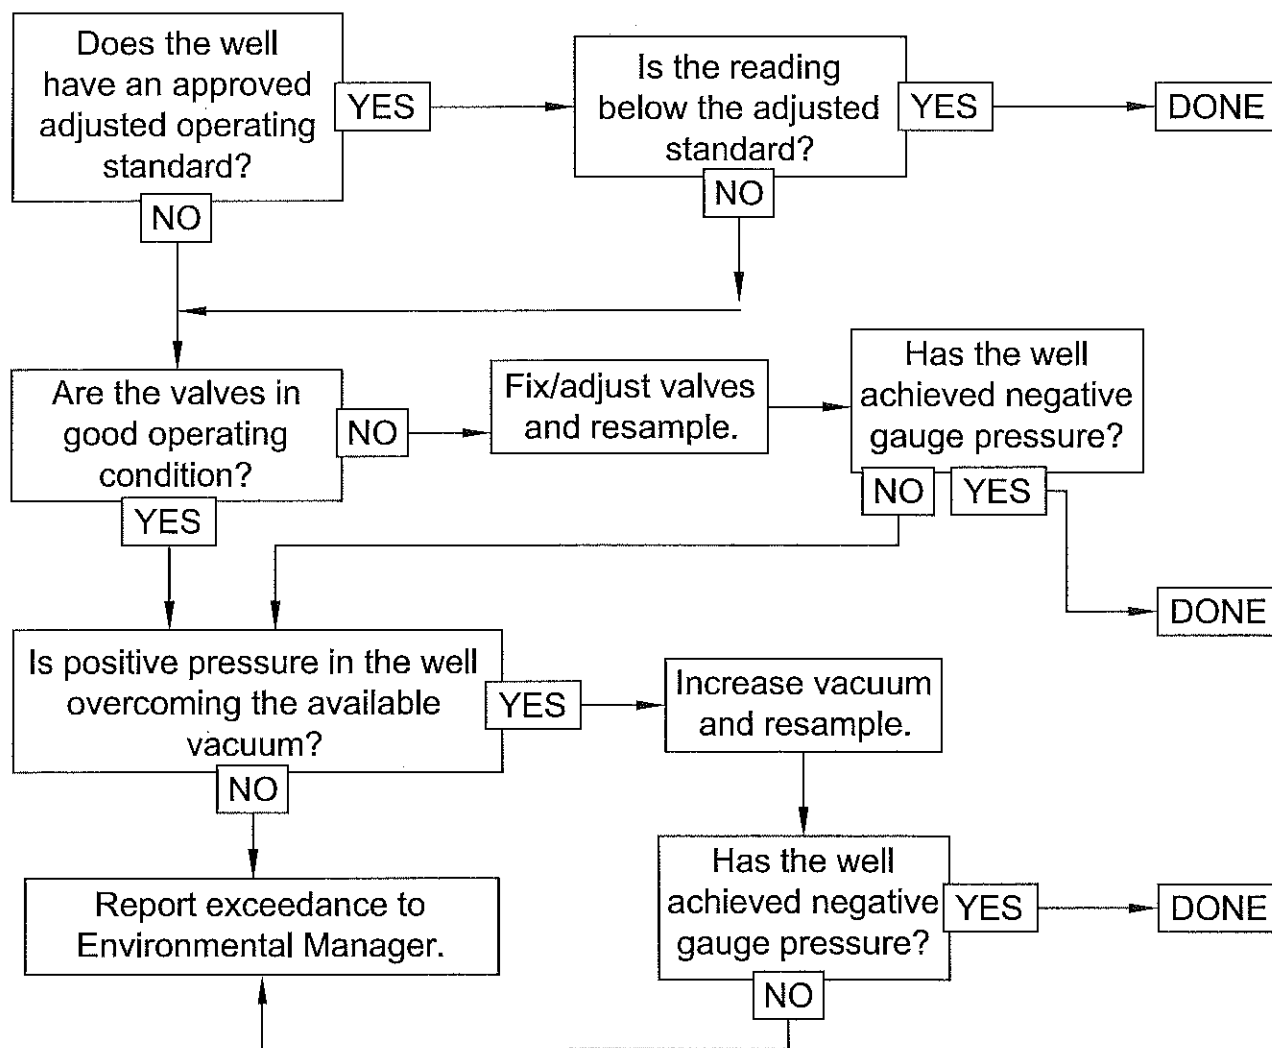 Does the well
have an approved
adjusted operating
standard?
YES
NO
Is the reading
below the adjusted
standard?
YES
NO
DONE
Are the valves in
good operating
condition?
NO
YES
Fix/adjust valves
and resample.
Has the well
achieved negative
gauge pressure?
NO
YES
DONE
Is positive pressure in the well
overcoming the available
vacuum?
YES
NO
Increase vacuum
and resample.
Has the well
achieved negative
gauge pressure?
YES
NO
DONE
Report exceedance to
Environmental Manager.